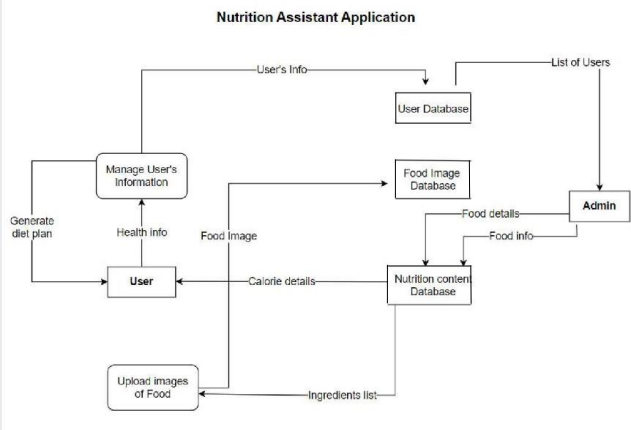 Nutrition Assistant Application
User's Info
List of Users
User Database
Manage User's
Information
Food Image
Database
Admin
Generate
diet plan
Health info
Food Image
Food details
Food info
User
Calorie details
Nutrition content
Database
Upload images
of Food
Ingredients list